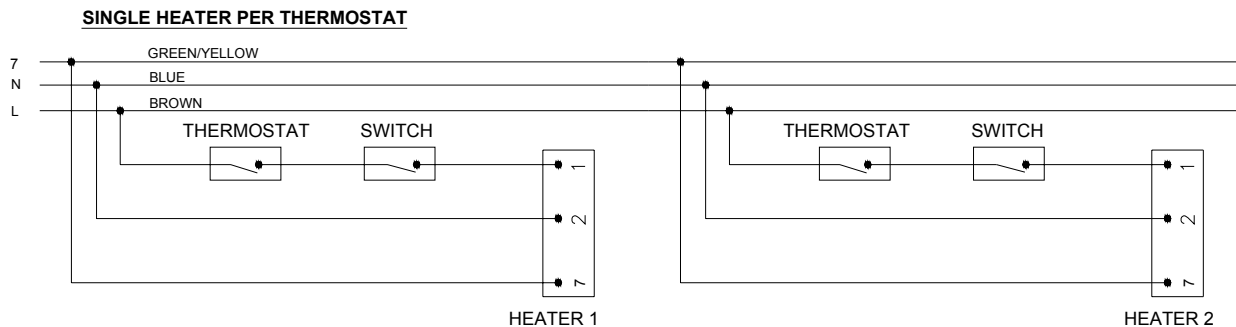 SINGLE HEATER PER THERMOSTAT
7
GREEN/YELLOW
N
BLUE
L
BROWN
THERMOSTAT
SWITCH
THERMOSTAT
SWITCH
1
2
7
1
2
7
HEATER 1
HEATER 2